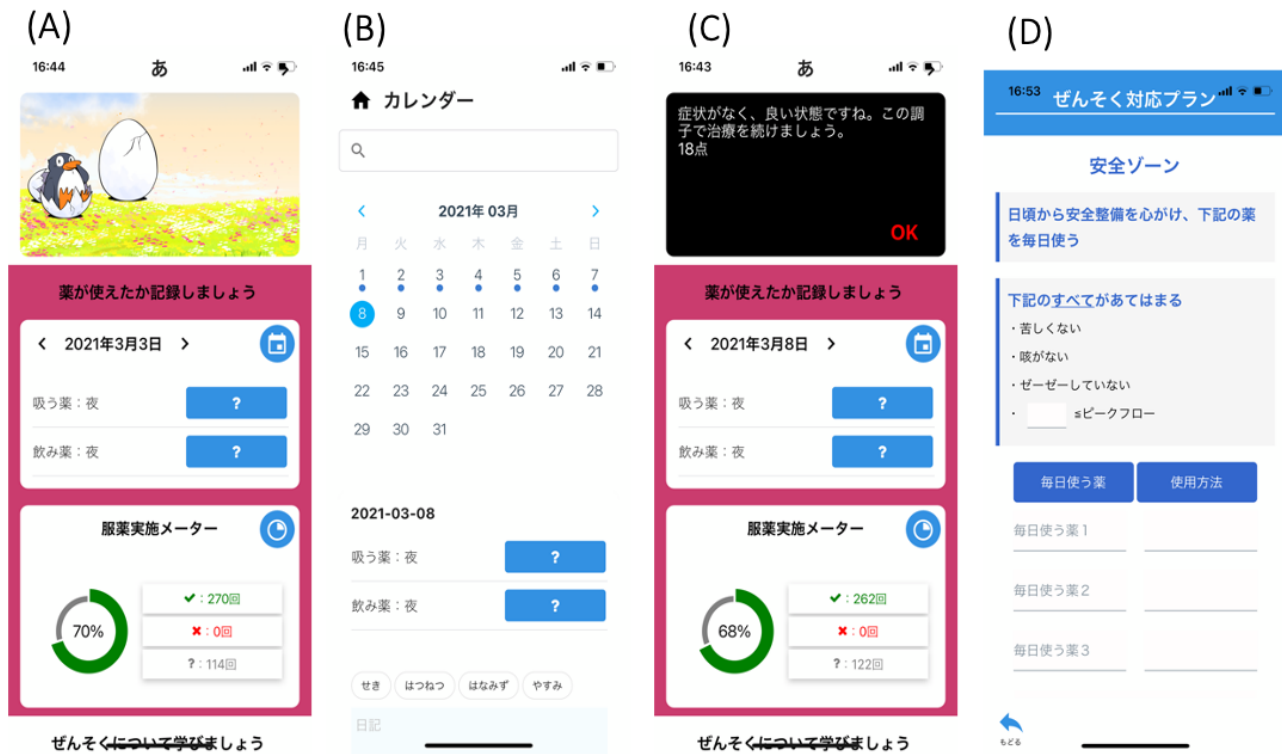 (A)
16:44
あ
薬が使えたか記録しましょう
< 2021年3月3日 >
吸う薬：夜 ?
飲み薬：夜 ?
服薬実施メーター
70%
✔：270回
✖：0回
?：114回
ぜんそくについて学びましょう
(B)
16:45
カレンダー
< 2021年 03月 >
月 火 水 木 金 土 日
1 2 3 4 5 6 7
8 9 10 11 12 13 14
15 16 17 18 19 20 21
22 23 24 25 26 27 28
29 30 31
2021-03-08
吸う薬：夜 ?
飲み薬：夜 ?
せき はつねつ はなみず やすみ
日記
(C)
16:43
あ
症状がなく、良い状態ですね。この調
子で治療を続けましょう。
18点
OK
薬が使えたか記録しましょう
< 2021年3月8日 >
吸う薬：夜 ?
飲み薬：夜 ?
服薬実施メーター
68%
✔：262回
✖：0回
?：122回
ぜんそくについて学びましょう
(D)
16:53
ぜんそく対応プラン
安全ゾーン
日頃から安全整備を心がけ、下記の薬
を毎日使う
下記のすべてがあてはまる
・苦しくない
・咳がない
・ゼーゼーしていない
・ ≦ピークフロー
毎日使う薬 使用方法
毎日使う薬１
毎日使う薬２
毎日使う薬３
もどる